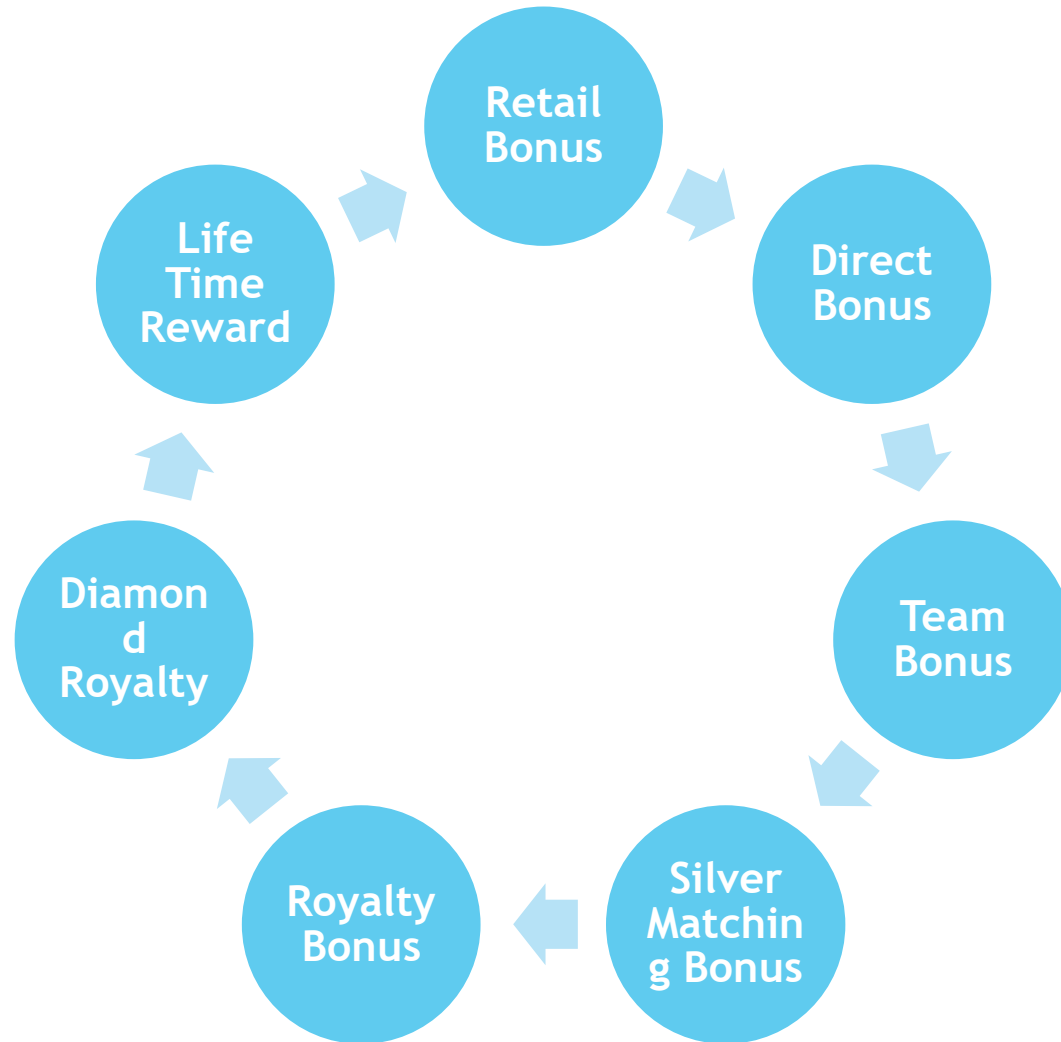 Retail
Bonus
Direct
Bonus
Team
Bonus
Silver
Matchin
g Bonus
Royalty
Bonus
Diamon
d
Royalty
Life
Time
Reward